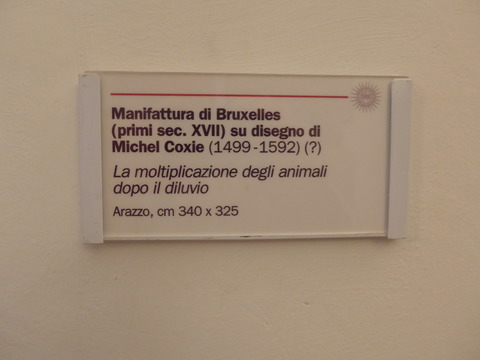 Manifattura di Bruxelles
(primi sec. XVII) su disegno di
Michel Coxie (1499-1592) (?)
La moltiplicazione degli animali
dopo il diluvio
Arazzo, cm 340 x 325